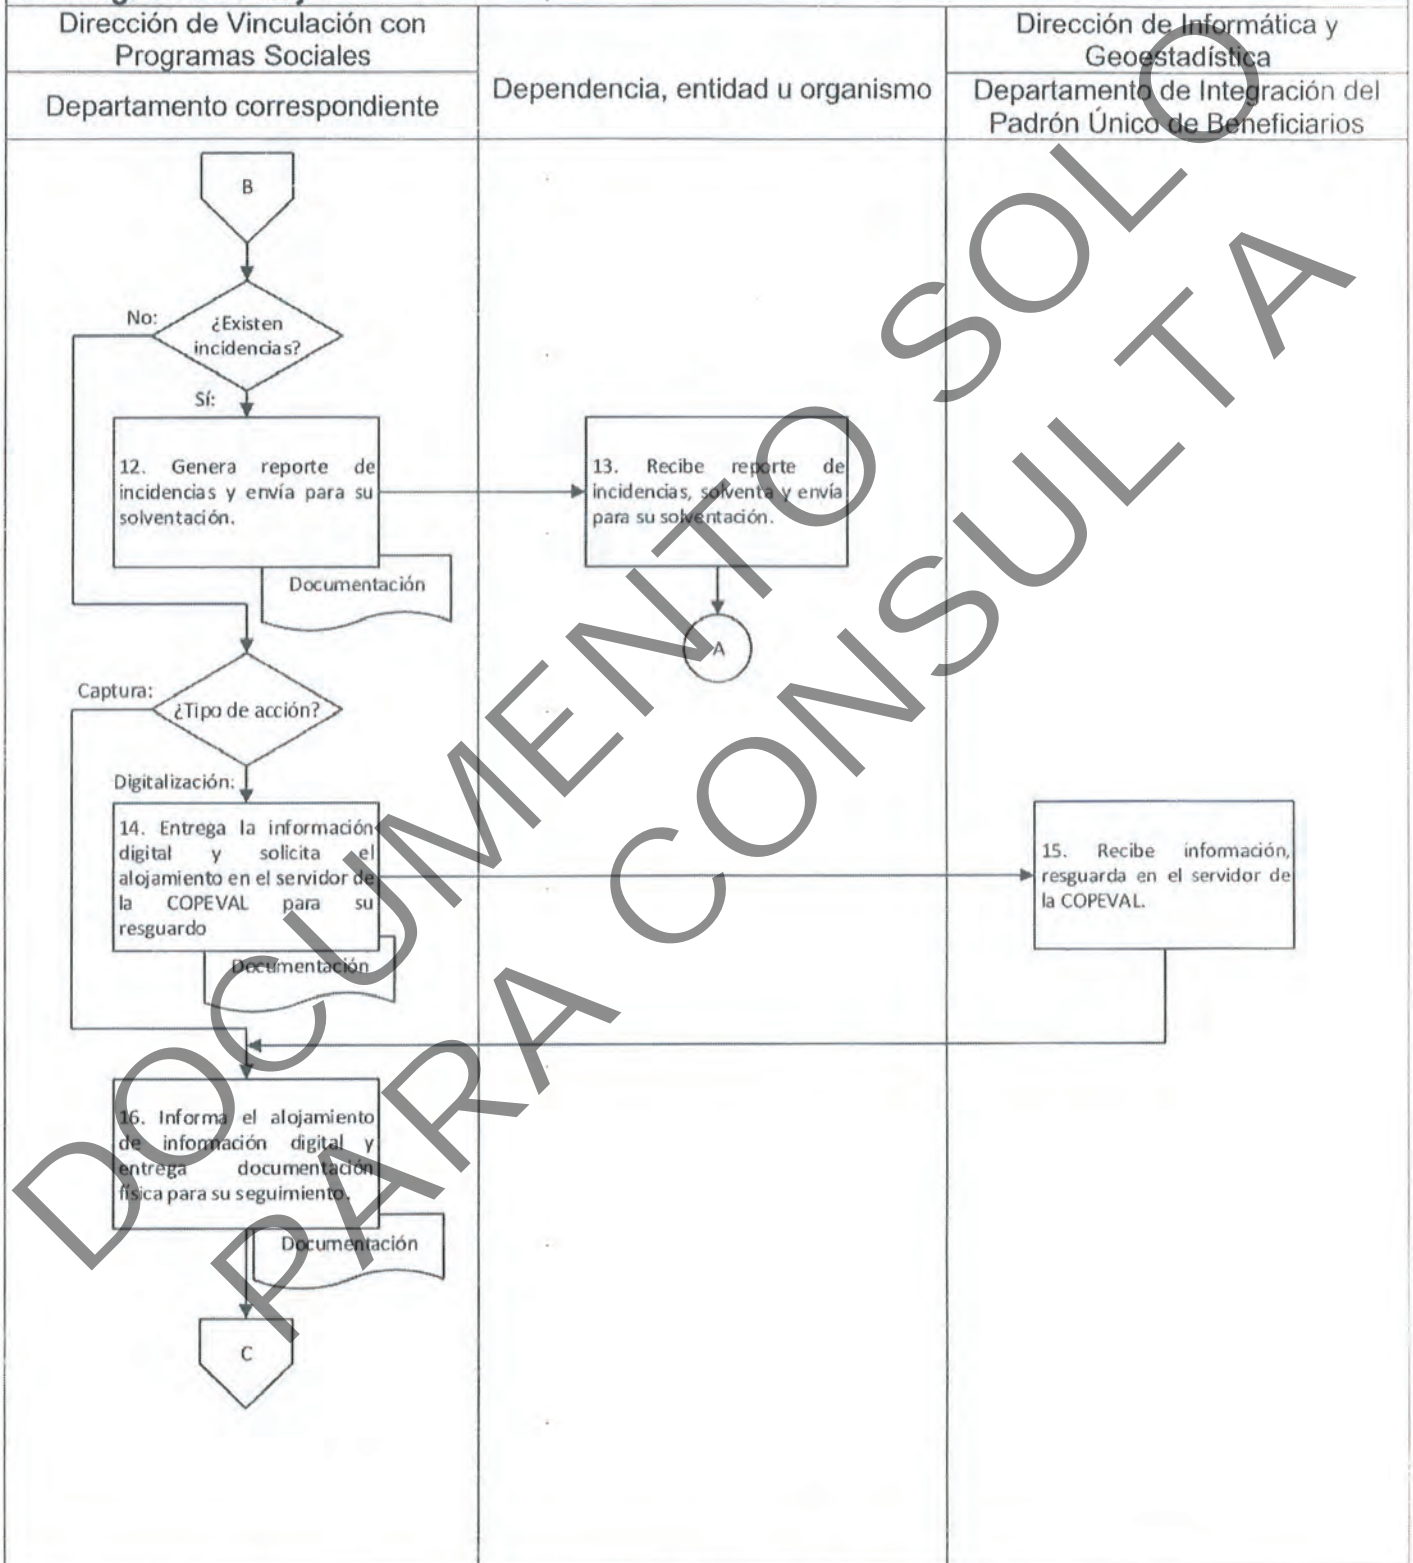 Dirección de Vinculación con
Programas Sociales
Departamento correspondiente
Dependencia, entidad u organismo
Dirección de Informática y
Geoestadística
Departamento de Integración del
Padrón Único de Beneficiarios
B
¿Existen
incidencias?
No:
Sí:
12. Genera reporte de
incidencias y envía para su
solventación.
Documentación
13. Recibe reporte de
incidencias, solventa y envía
para su solventación.
A
Captura:
¿Tipo de acción?
Digitalización:
14. Entrega la información
digital y solicita el
alojamiento en el servidor de
la COPEVAL para su
resguardo
Documentación
15. Recibe información,
resguarda en el servidor de
la COPEVAL.
16. Informa el alojamiento
de información digital y
entrega documentación
física para su seguimiento.
Documentación
C
DOCUMENTO SOLO
PARA CONSULTA